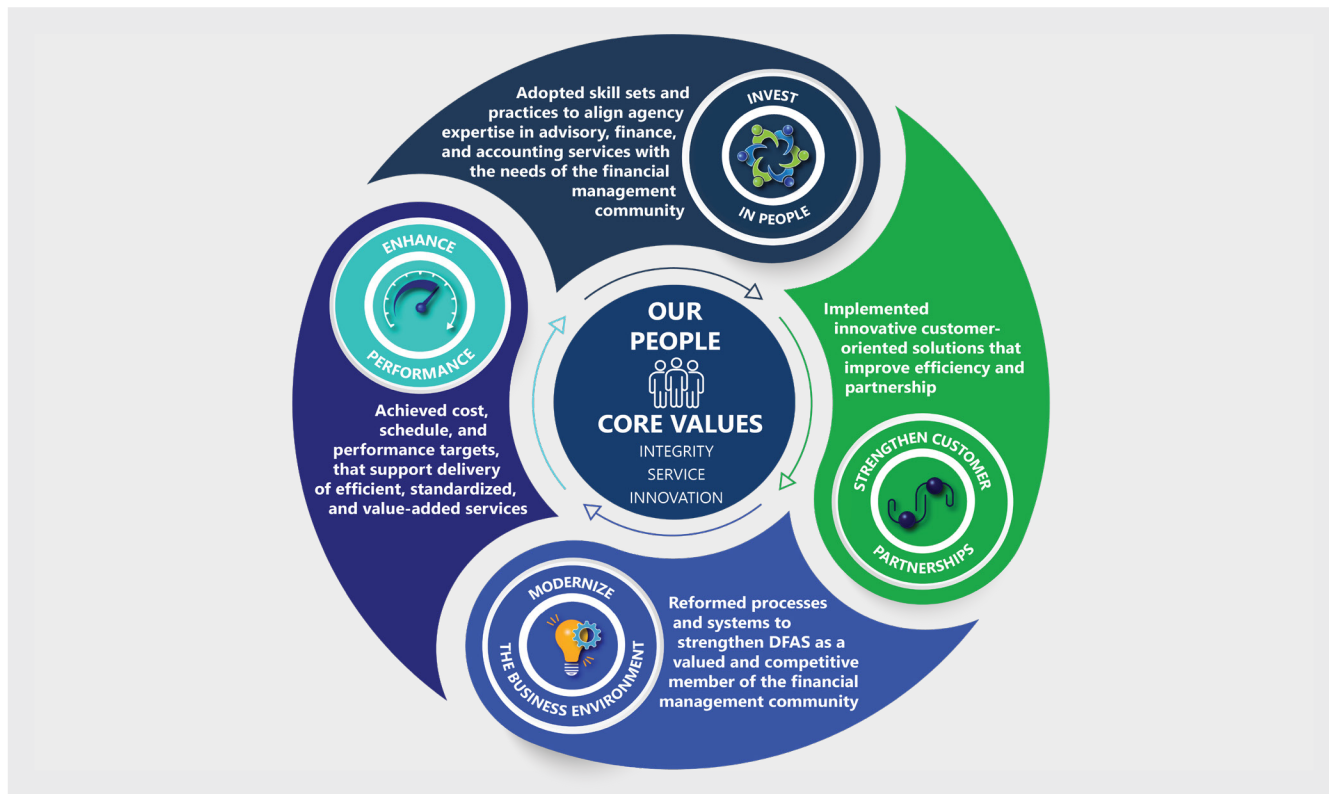 INVEST
IN PEOPLE
Adopted skill sets and
practices to align agency
expertise in advisory, finance,
and accounting services with
the needs of the financial
management
community
Implemented
innovative customer-
oriented solutions that
improve efficiency and
partnership
STRENGTHEN CUSTOMER
PARTNERSHIPS
MODERNIZE
THE BUSINESS ENVIRONMENT
Reformed processes
and systems to
strengthen DFAS as a
valued and competitive
member of the financial
management community
ENHANCE
PERFORMANCE
Achieved cost,
schedule, and
performance targets,
that support delivery
of efficient, standardized,
and value-added services
OUR
PEOPLE
CORE VALUES
INTEGRITY
SERVICE
INNOVATION